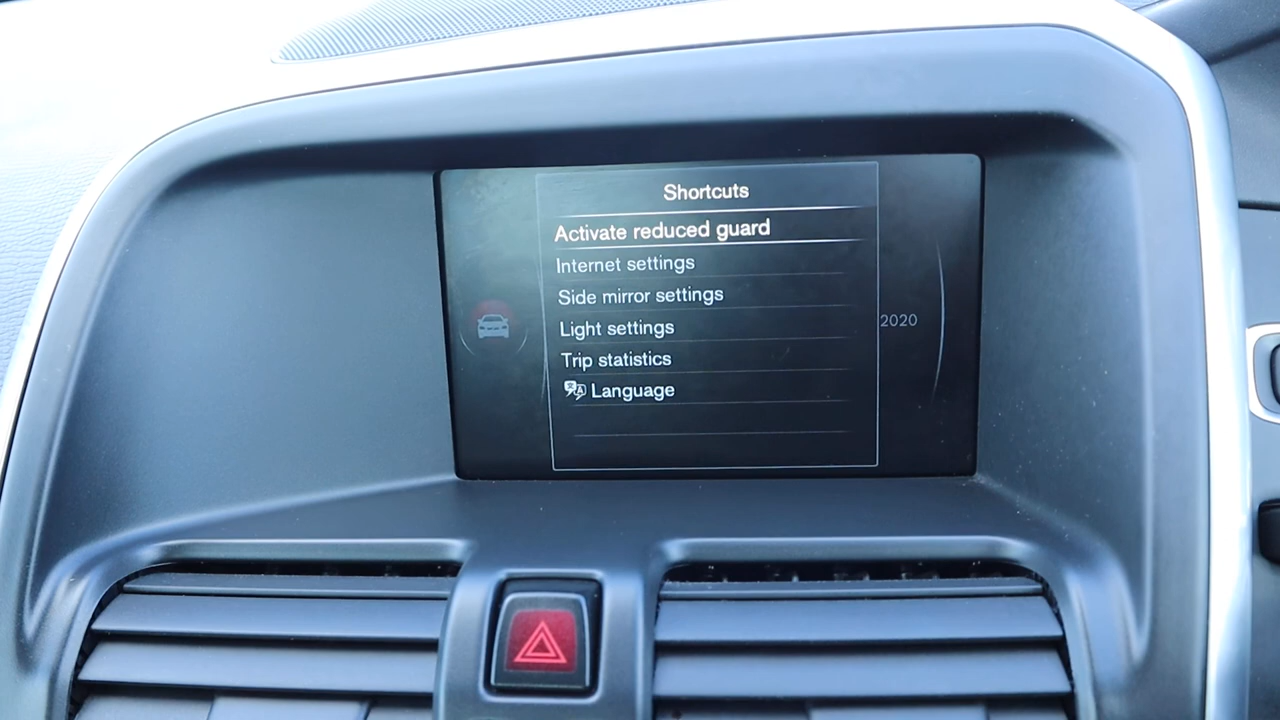 Shortcuts
Activate reduced guard
Internet settings
Side mirror settings
Light settings
2020
Trip statistics
Language